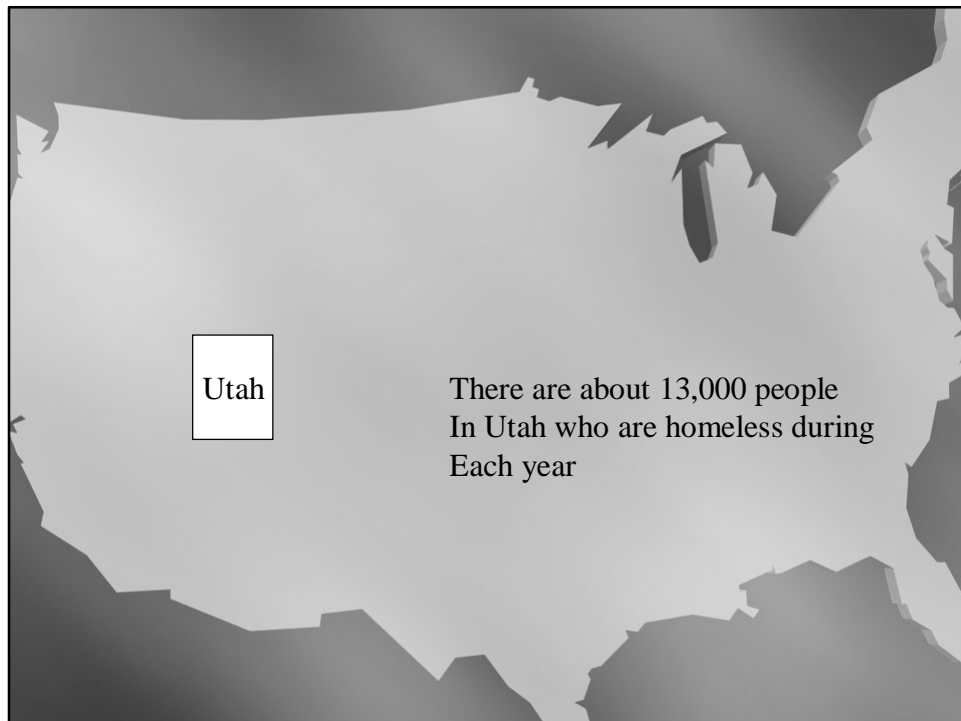 Utah
There are about 13,000 people
In Utah who are homeless during
Each year